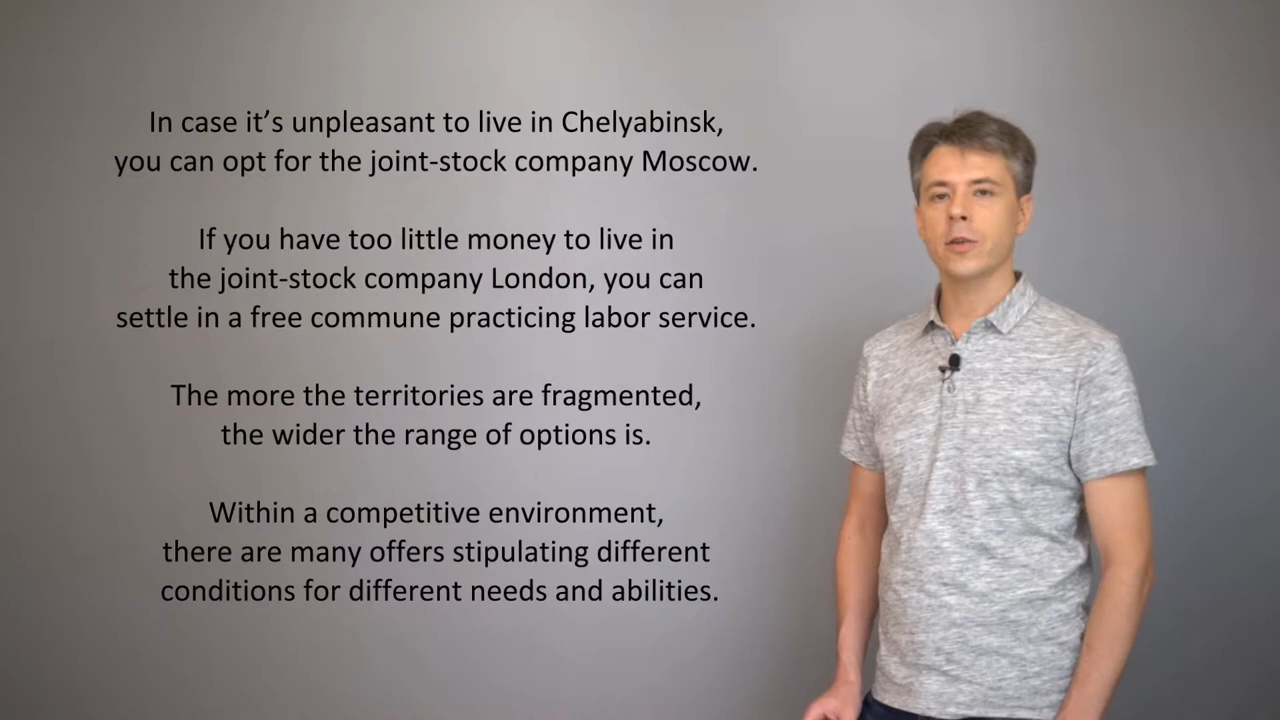 In case it’s unpleasant to live in Chelyabinsk,
you can opt for the joint-stock company Moscow.
If you have too little money to live in
the joint-stock company London, you can
settle in a free commune practicing labor service.
The more the territories are fragmented,
the wider the range of options is.
Within a competitive environment,
there are many offers stipulating different
conditions for different needs and abilities.